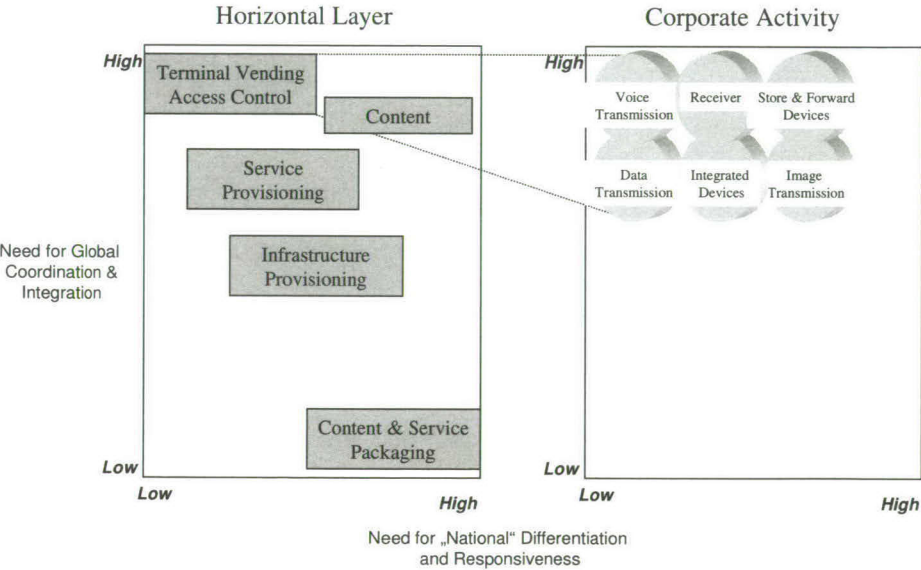 Horizontal Layer
Corporate Activity
High
Terminal Vending
Access Control
Content
Service
Provisioning
Infrastructure
Provisioning
Content & Service
Packaging
Need for Global
Coordination &
Integration
Low
Low
High
High
Voice
Transmission
Receiver
Store & Forward
Devices
Data
Transmission
Integrated
Devices
Image
Transmission
Low
Low
High
Need for „National“ Differentiation
and Responsiveness